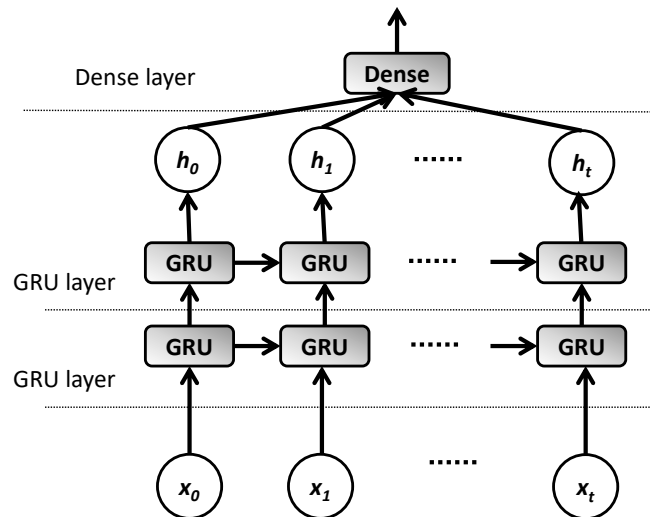 Dense layer
Dense
h0 h1 ...... ht
GRU GRU ...... GRU
GRU layer
GRU GRU ...... GRU
GRU layer
x0 x1 ...... xt